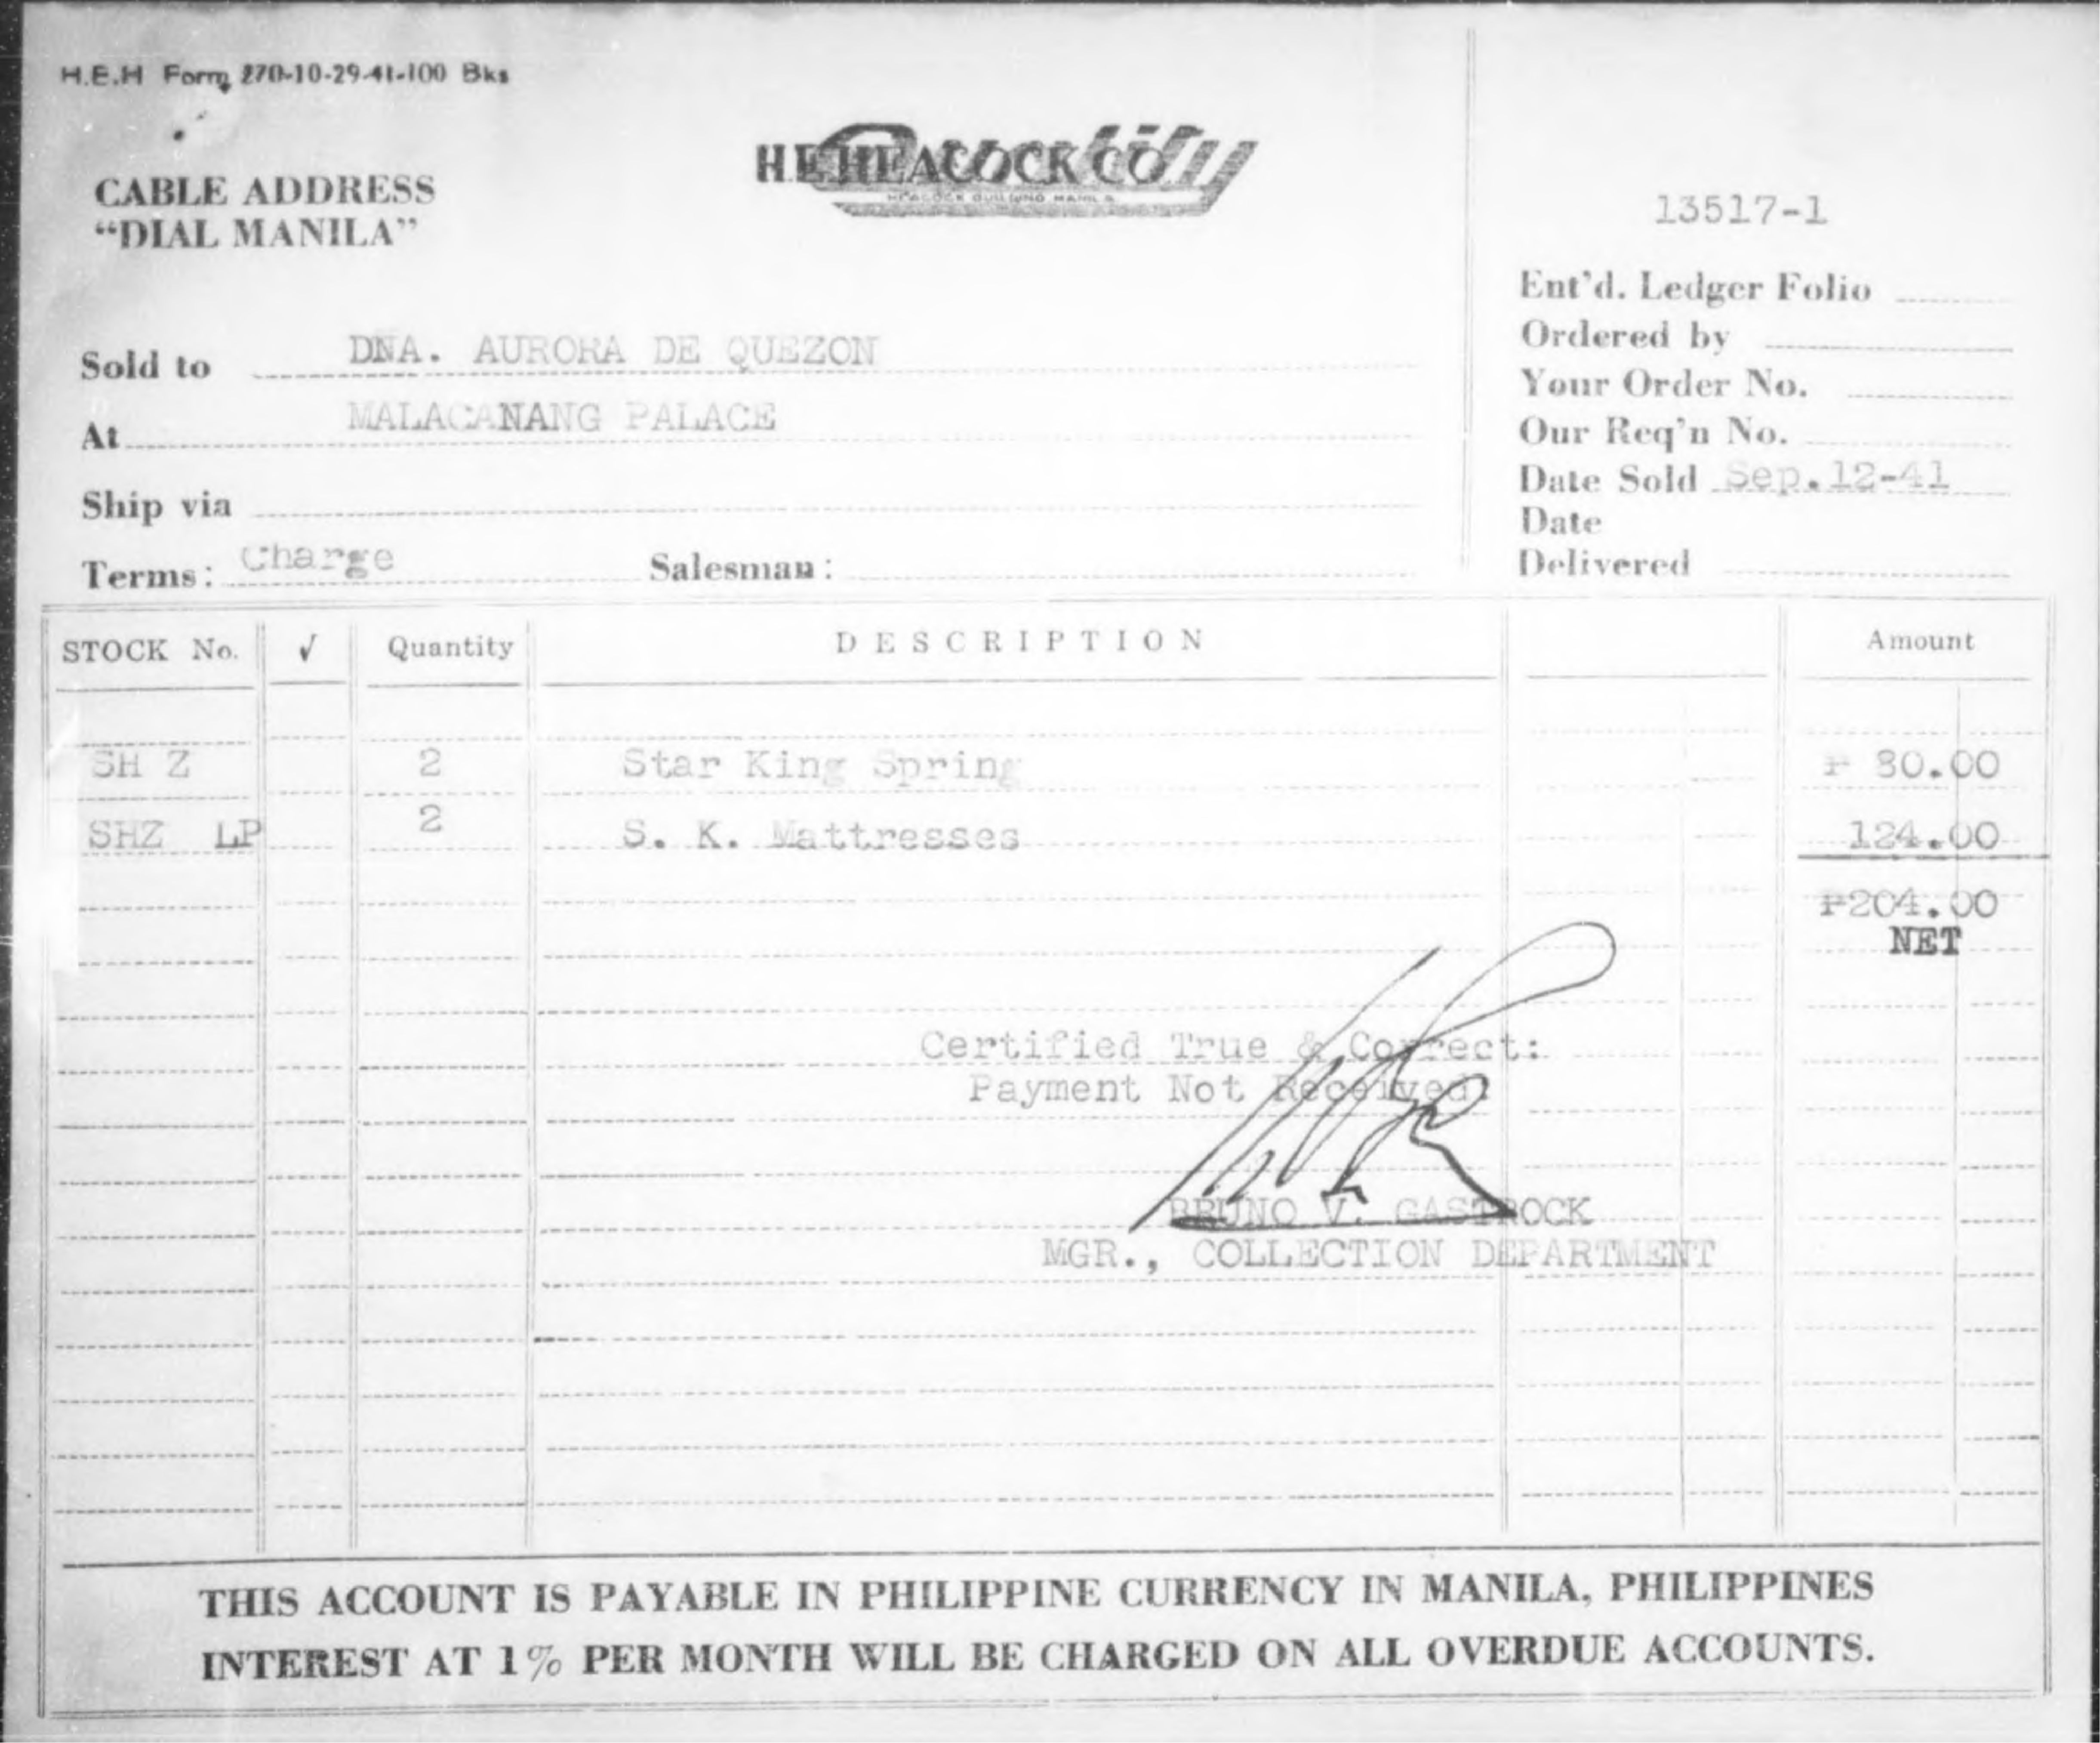 H.E.H Form 270-10-29-41-100 Bks
CABLE ADDRESS
“DIAL MANILA”
H.E. HEACOCK CO.
HEACOCK BUILDING MANILA
13517-1
Ent'd. Ledger Folio
Ordered by
Your Order No.
Our Req'n No.
Date Sold Sep.12-41
Date
Delivered
Sold to DNA. AURORA DE QUEZON
At MALACANANG PALACE
Ship via
Terms: Charge Salesman:
STOCK No. √ Quantity DESCRIPTION Amount
SH Z 2 Star King Spring ₱ 80.00
SHZ LP 2 S. K. Mattresses 124.00
₱204.00
NET
Certified True & Correct:
Payment Not Received:
BRUNO V. GASTROCK
MGR., COLLECTION DEPARTMENT
THIS ACCOUNT IS PAYABLE IN PHILIPPINE CURRENCY IN MANILA, PHILIPPINES
INTEREST AT 1% PER MONTH WILL BE CHARGED ON ALL OVERDUE ACCOUNTS.